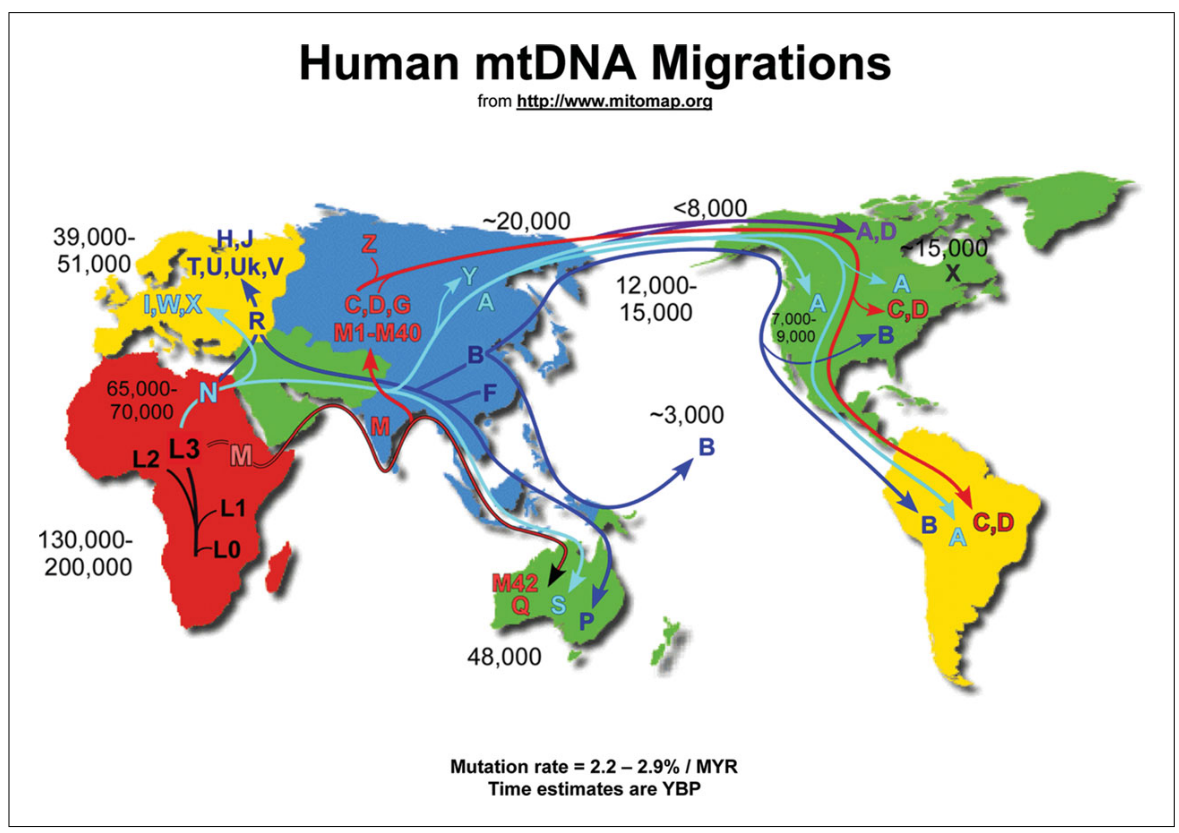 Human mtDNA Migrations
from http://www.mitomap.org
39,000-
51,000
H,J
T,U,Uk,V
I,W,X
R
Z
C,D,G
M1-M40
~20,000
Y
A
<8,000
A,D
~15,000
X
12,000-
15,000
A
A
C,D
7,000-
9,000
B
B
F
65,000-
70,000
N
M
L3
L2
M
L1
L0
130,000-
200,000
~3,000
B
B
A
C,D
M42
Q
S
P
48,000
Mutation rate = 2.2 – 2.9% / MYR
Time estimates are YBP